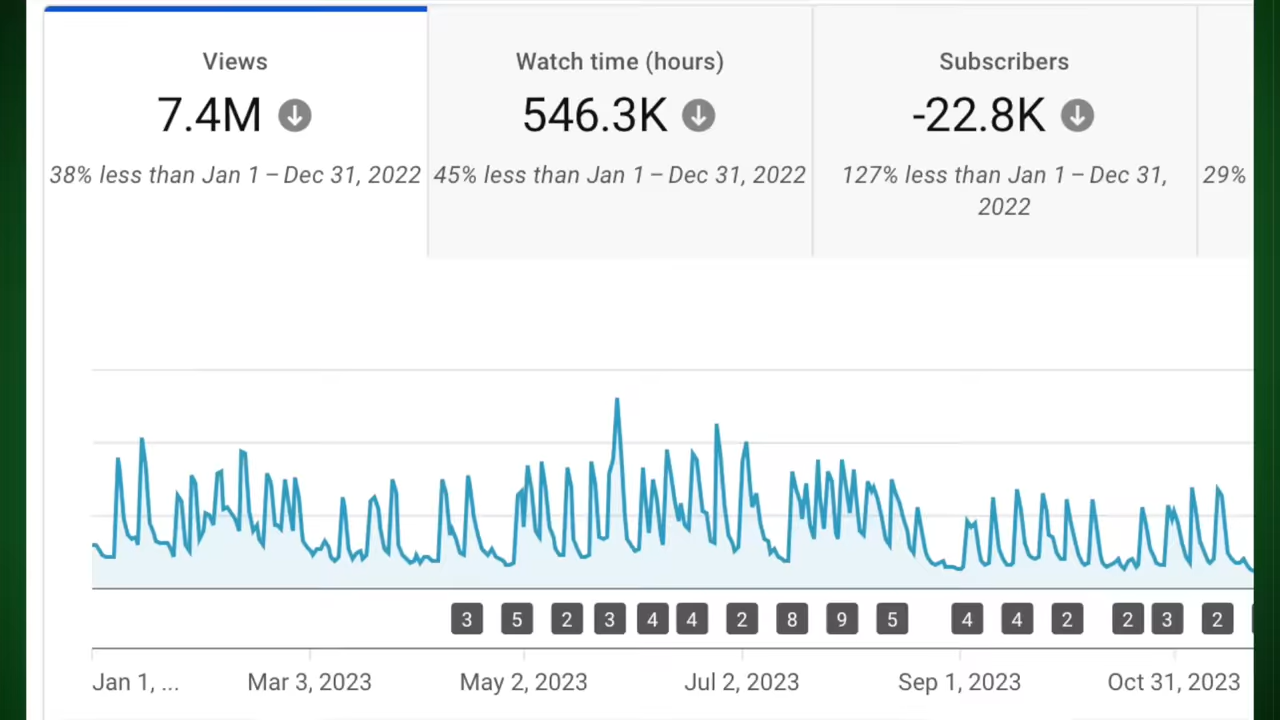 Views
7.4M
38% less than Jan 1 – Dec 31, 2022
Watch time (hours)
546.3K
45% less than Jan 1 – Dec 31, 2022
Subscribers
-22.8K
127% less than Jan 1 – Dec 31,
2022
29%
3 5 2 3 4 4 2 8 9 5 4 4 2 2 3 2
Jan 1, ... Mar 3, 2023 May 2, 2023 Jul 2, 2023 Sep 1, 2023 Oct 31, 2023